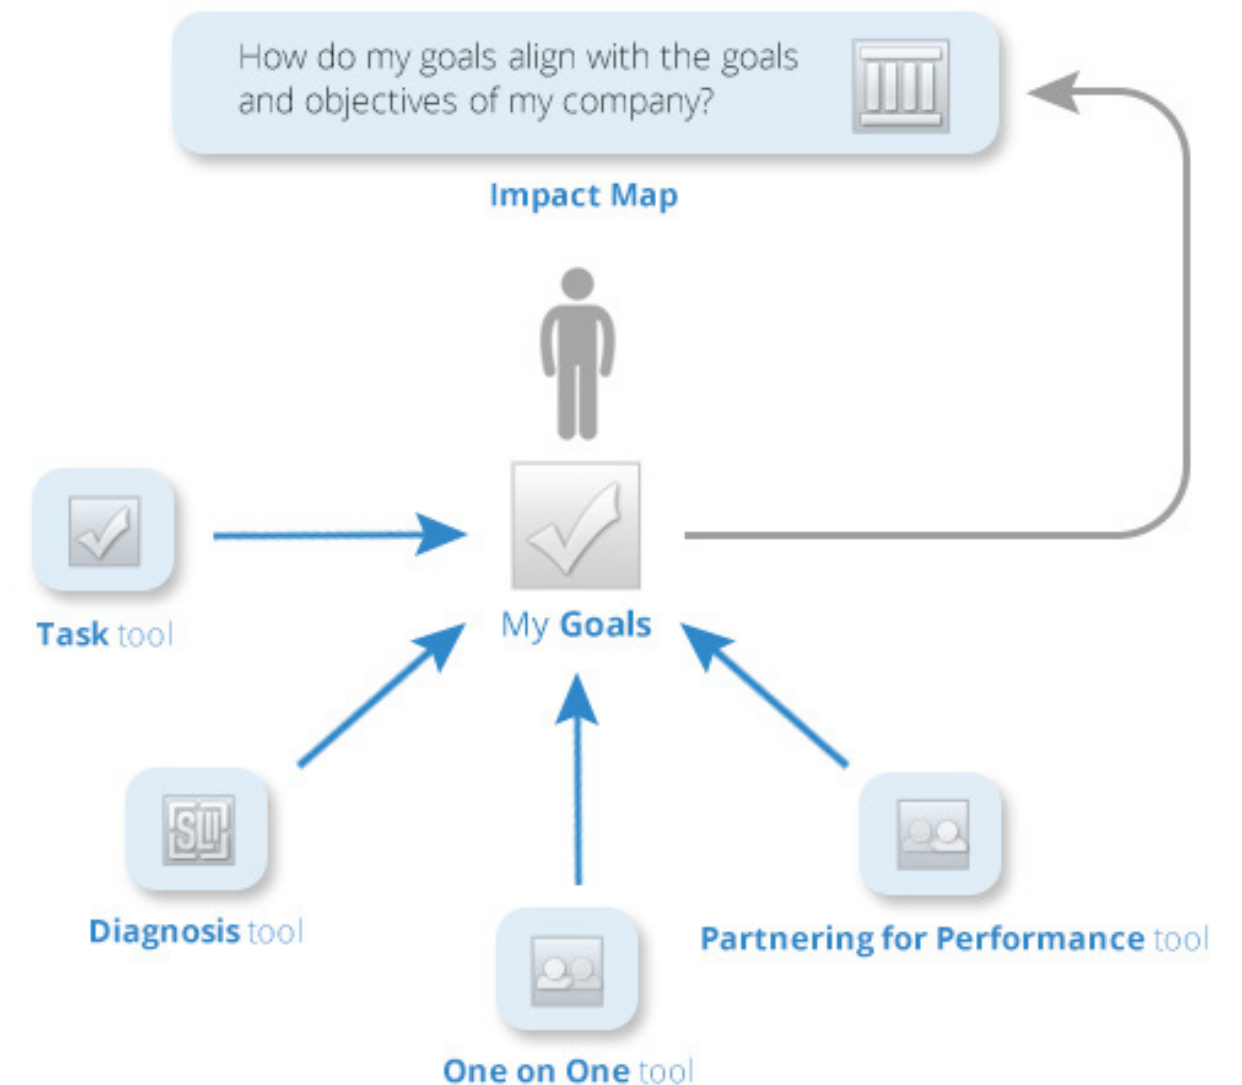 How do my goals align with the goals
and objectives of my company?
Impact Map
My Goals
Task tool
Diagnosis tool
SLII
One on One tool
Partnering for Performance tool